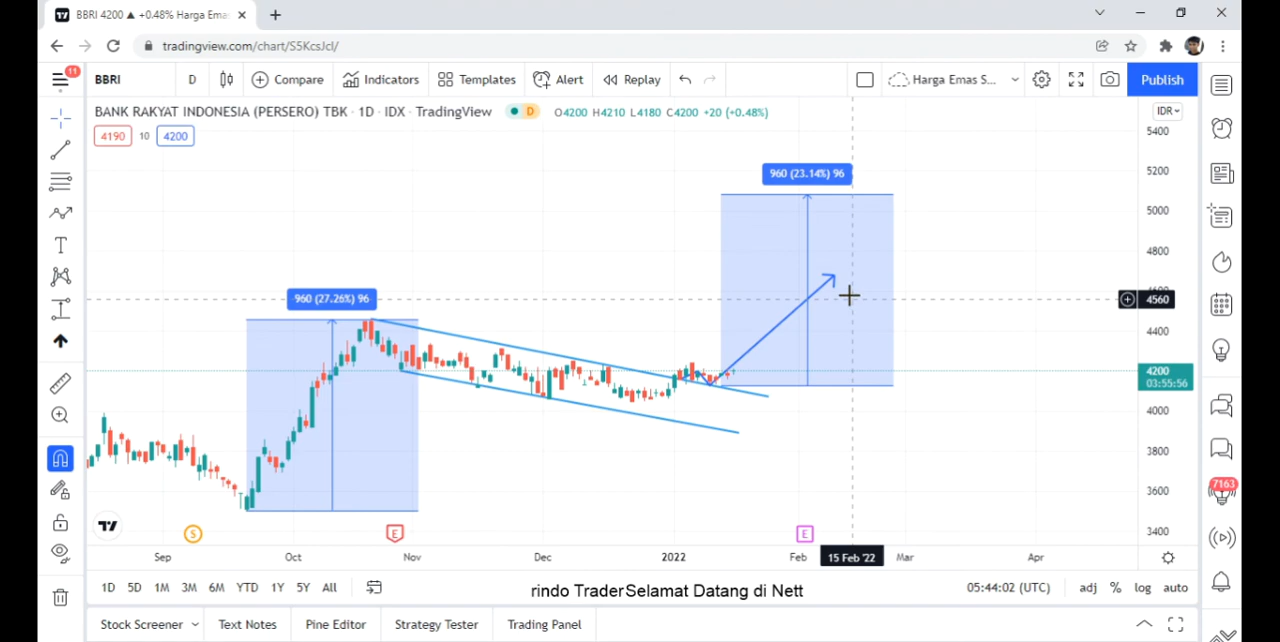 BBRI 4200 ▲ +0.48% Harga Ema
tradingview.com/chart/S5KcsJcl/
11
BBRI D Compare Indicators Templates Alert Replay Harga Emas S... Publish
BANK RAKYAT INDONESIA (PERSERO) TBK · 1D · IDX · TradingView D O4200 H4210 L4180 C4200 +20 (+0.48%)
IDR
4190 10 4200
5400
960 (23.14%) 96
5200
5000
4800
960 (27.26%) 96
4560
4400
4200
03:55:56
4000
3800
3600
3400
S E E
Sep Oct Nov Dec 2022 Feb 15 Feb '22 Mar Apr
7163
1D 5D 1M 3M 6M YTD 1Y 5Y All
rindo TraderSelamat Datang di Nett
05:44:02 (UTC) adj % log auto
Stock Screener Text Notes Pine Editor Strategy Tester Trading Panel